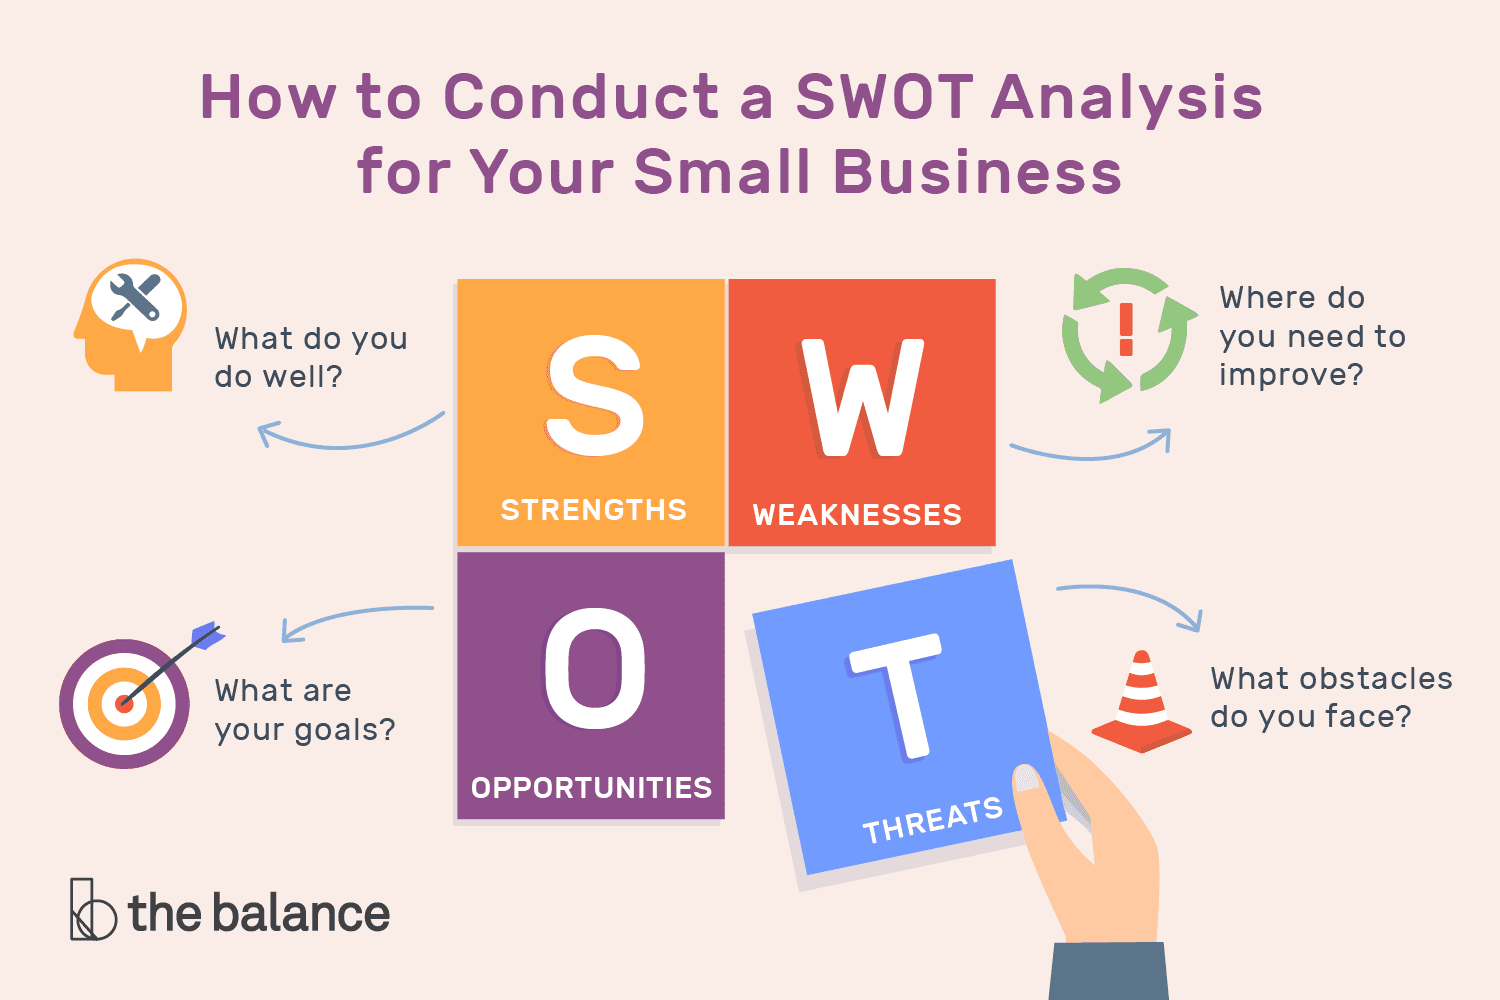 How to Conduct a SWOT Analysis
for Your Small Business
What do you
do well?
S
STRENGTHS
W
WEAKNESSES
Where do
you need to
improve?
What are
your goals?
O
OPPORTUNITIES
T
THREATS
What obstacles
do you face?
b
the balance